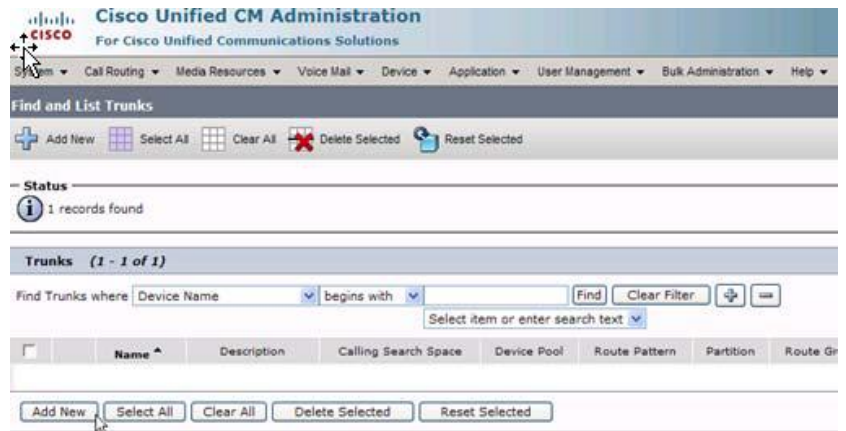 Cisco Unified CM Administration
CISCO For Cisco Unified Communications Solutions
System Call Routing Media Resources Voice Mail Device Application User Management Bulk Administration Help
Find and List Trunks
Add New Select All Clear All Delete Selected Reset Selected
Status
1 records found
Trunks (1 - 1 of 1)
Find Trunks where Device Name begins with Find Clear Filter
Select item or enter search text
Name Description Calling Search Space Device Pool Route Pattern Partition Route Gr
Add New Select All Clear All Delete Selected Reset Selected